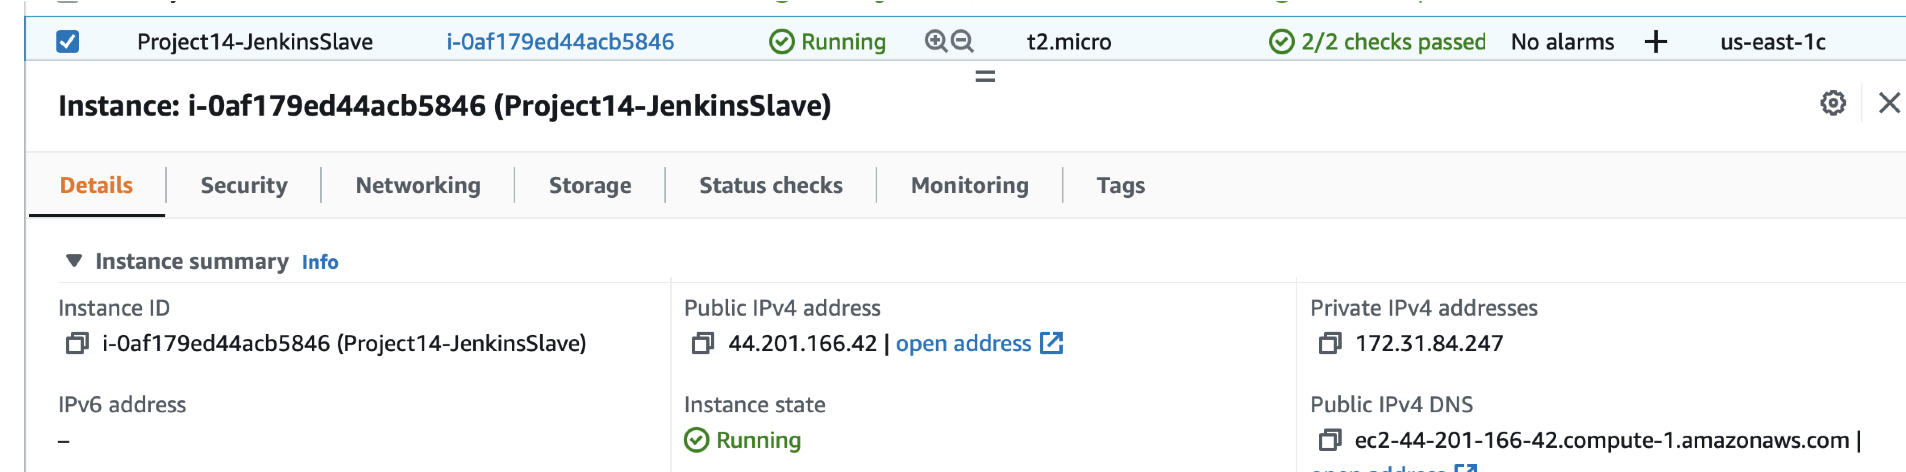 Project14-JenkinsSlave i-0af179ed44acb5846 Running t2.micro 2/2 checks passed No alarms + us-east-1c
Instance: i-0af179ed44acb5846 (Project14-JenkinsSlave)
Details Security Networking Storage Status checks Monitoring Tags
Instance summary Info
Instance ID Public IPv4 address Private IPv4 addresses
i-0af179ed44acb5846 (Project14-JenkinsSlave) 44.201.166.42 | open address 172.31.84.247
IPv6 address Instance state Public IPv4 DNS
– Running ec2-44-201-166-42.compute-1.amazonaws.com |
open address